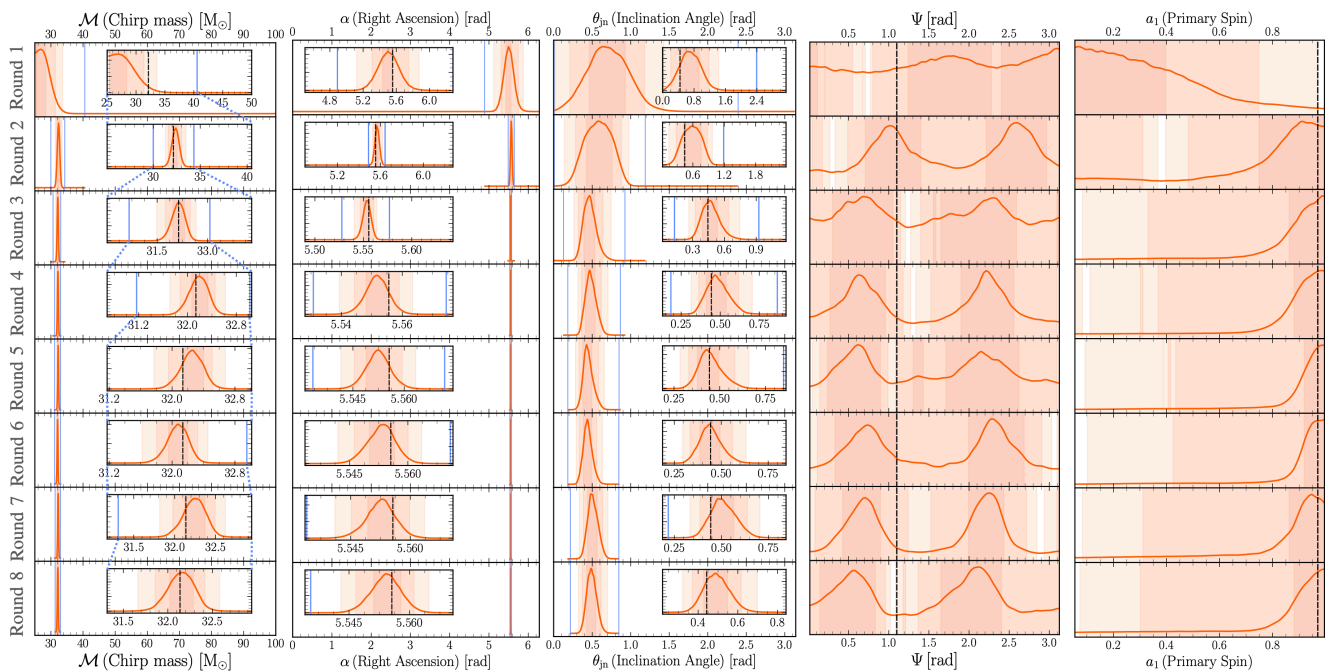 𝓜 (Chirp mass) [M⊙]
α (Right Ascension) [rad]
θjn (Inclination Angle) [rad]
Ψ [rad]
a1 (Primary Spin)
30 40 50 60 70 80 90 100
0 1 2 3 4 5 6
0.0 0.5 1.0 1.5 2.0 2.5 3.0
0.5 1.0 1.5 2.0 2.5 3.0
0.2 0.4 0.6 0.8
Round 1
25 30 35 40 45 50
4.8 5.2 5.6 6.0
0.0 0.8 1.6 2.4
Round 2
30 35 40
5.2 5.6 6.0
0.6 1.2 1.8
Round 3
31.5 33.0
5.50 5.55 5.60
0.3 0.6 0.9
Round 4
31.2 32.0 32.8
5.54 5.56
0.25 0.50 0.75
Round 5
31.2 32.0 32.8
5.545 5.560
0.25 0.50 0.75
Round 6
31.2 32.0 32.8
5.545 5.560
0.25 0.50 0.75
Round 7
31.5 32.0 32.5
5.545 5.560
0.25 0.50 0.75
Round 8
31.5 32.0 32.5
5.545 5.560
0.4 0.6 0.8
30 40 50 60 70 80 90 100
0 1 2 3 4 5 6
0.0 0.5 1.0 1.5 2.0 2.5 3.0
0.5 1.0 1.5 2.0 2.5 3.0
0.2 0.4 0.6 0.8
𝓜 (Chirp mass) [M⊙]
α (Right Ascension) [rad]
θjn (Inclination Angle) [rad]
Ψ [rad]
a1 (Primary Spin)